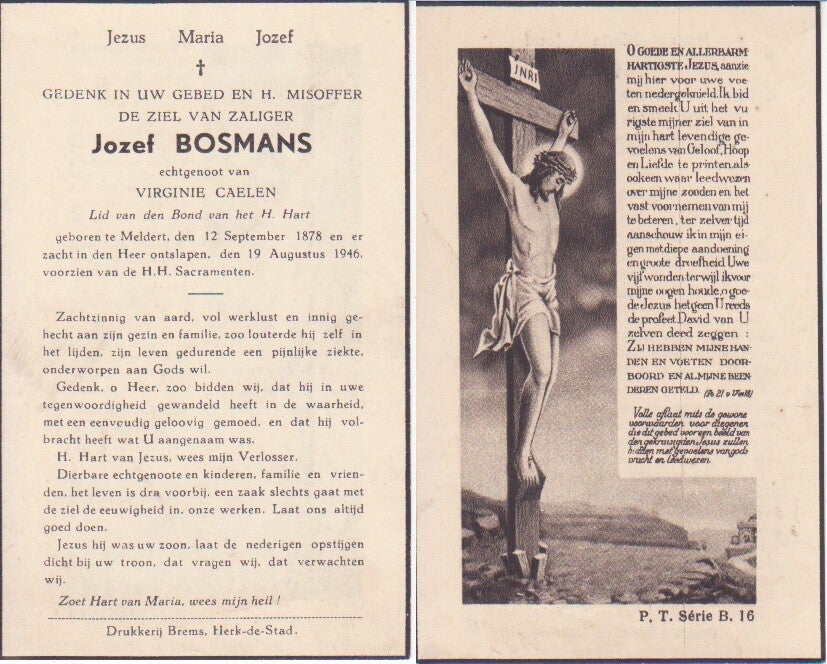 Jezus Maria Jozef
†
GEDENK IN UW GEBED EN H. MISOFFER
DE ZIEL VAN ZALIGER
Jozef BOSMANS
echtgenoot van
VIRGINIE CAELEN
Lid van den Bond van het H. Hart
geboren te Meldert, den 12 September 1878 en er
zacht in den Heer ontslapen, den 19 Augustus 1946,
voorzien van de H.H. Sacramenten.
Zachtzinnig van aard, vol werklust en innig ge-
hecht aan zijn gezin en familie, zoo louterde hij zelf in
het lijden, zijn leven gedurende een pijnlijke ziekte,
onderworpen aan Gods wil.
Gedenk, o Heer, zoo bidden wij, dat hij in uwe
tegenwoordigheid gewandeld heeft in de waarheid,
met een eenvoudig geloovig gemoed, en dat hij vol-
bracht heeft wat U aangenaam was.
H. Hart van Jezus, wees mijn Verlosser.
Dierbare echtgenoote en kinderen, familie en vrien-
den, het leven is dra voorbij, een zaak slechts gaat met
de ziel de eeuwigheid in, onze werken. Laat ons altijd
goed doen.
Jezus hij was uw zoon, laat de nederigen opstijgen
dicht bij uw troon, dat vragen wij, dat verwachten
wij.
Zoet Hart van Maria, wees mijn heil !
Drukkerij Brems, Herk-de-Stad.
INRI
O GOEDE EN ALLERBARM
HARTIGSTE JEZUS, aanzie
mij hier voor uwe voe
ten nedergeknield. Ik bid
en smeek U uit het vu
rigste mijner ziel van in
mijn hart levendige ge-
voelens van Geloof, Hoop
en Liefde te printen, als
ook een waar leedwezen
over mijne zonden en het
vast voornemen van mij
te beteren, ter zelver tijd
aanschouw ik in mijn ei
gen met diepe aandoening
en groote droefheid Uwe
vijf wonden terwijl ik voor
mijne oogen houde, o goe
de Jezus hetgeen U reeds
de profeet David van U
zelven deed zeggen :
ZIJ HEBBEN MIJNE HAN
DEN EN VOETEN DOOR-
BOORD EN AL MIJNE BEEN
DEREN GETELD. (Ps. 21 v 17 en 18)
Volle aflaat mits de gewone
voorwaarden voor diegenen
die dit gebed voor een beeld van
den gekruisigden Jesus zullen
bidden met gevoelens van gods
vrucht en leedwezen.
P. T. Série B. 16